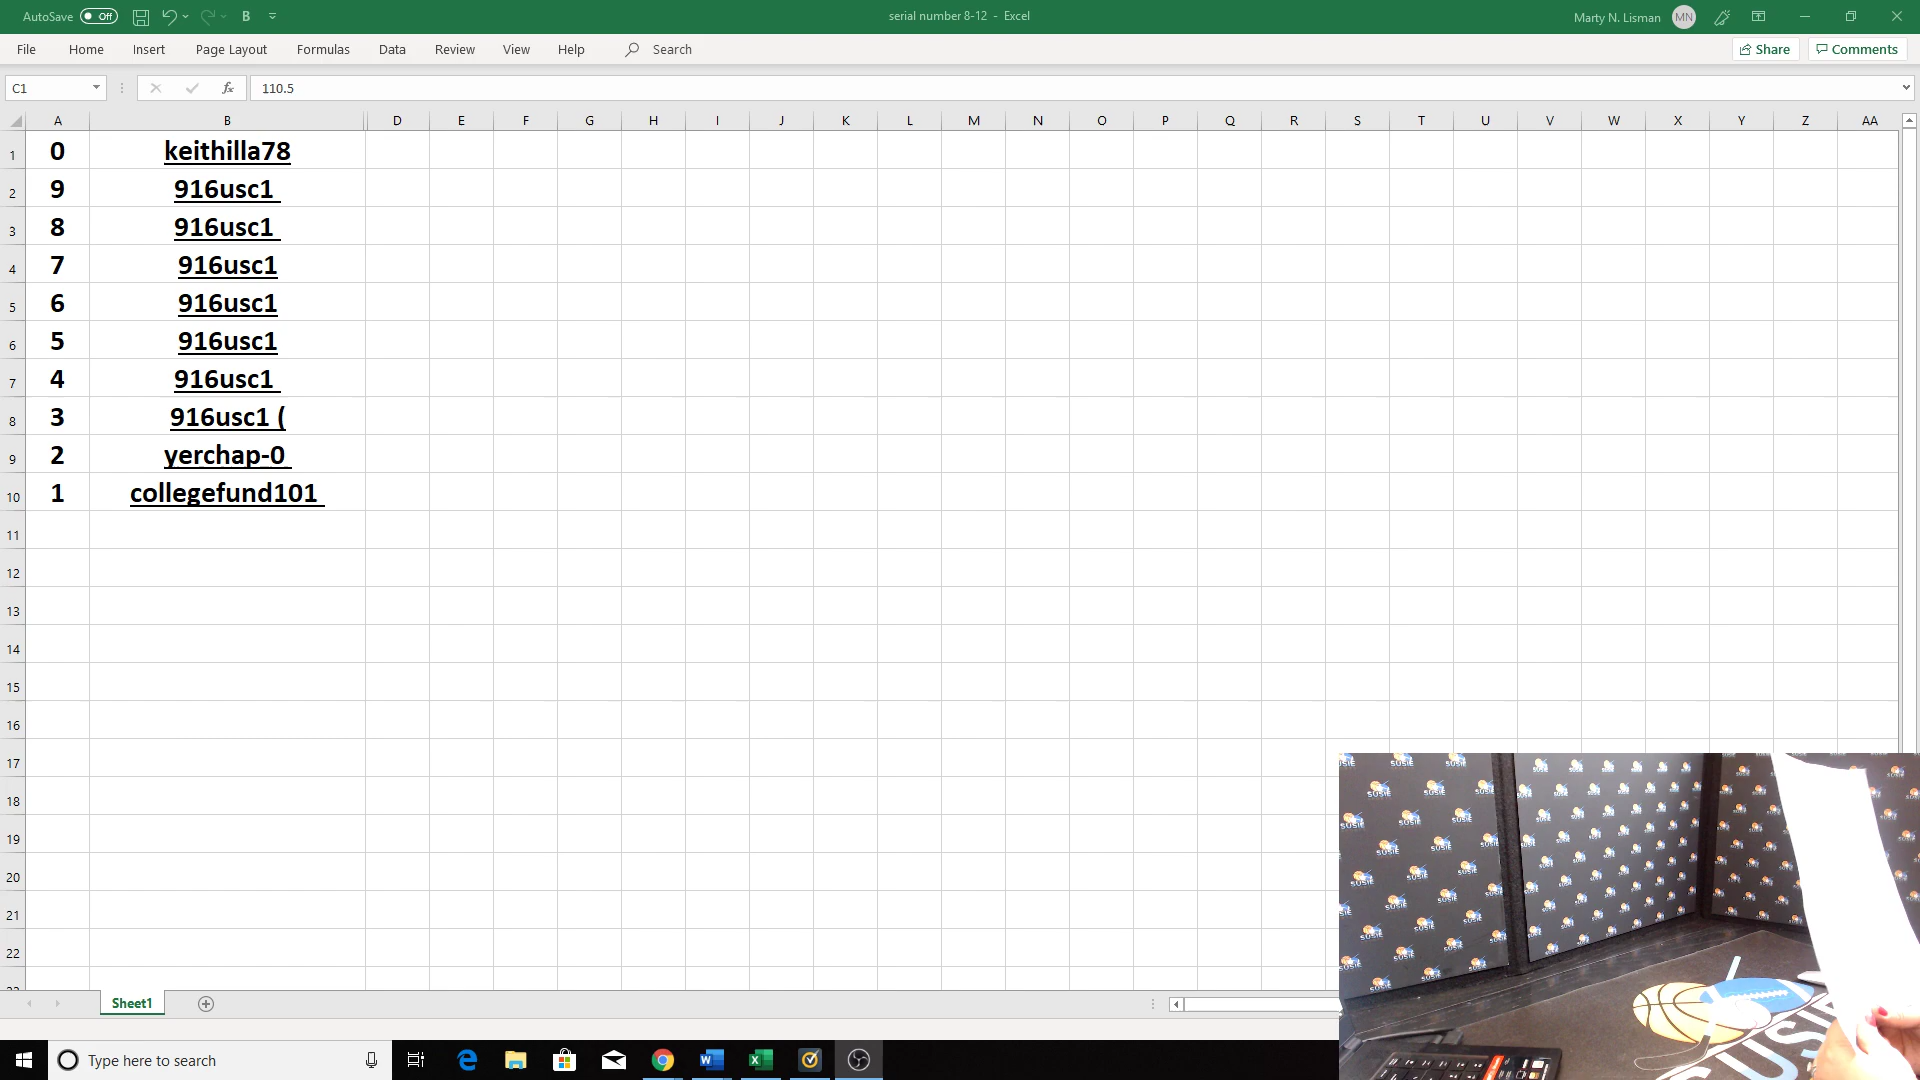 AutoSave Off B serial number 8-12 - Excel Marty N. Lisman MN
File Home Insert Page Layout Formulas Data Review View Help Search Share Comments
C1 fx 110.5
A B D E F G H I J K L M N O P Q R S T U V W X Y Z AA
1 0 keithilla78
2 9 916usc1
3 8 916usc1
4 7 916usc1
5 6 916usc1
6 5 916usc1
7 4 916usc1
8 3 916usc1 (
9 2 yerchap-0
10 1 collegefund101
11
12
13
14
15
16
17
18
19
20
21
22
SUSIE
Sheet1
Type here to search